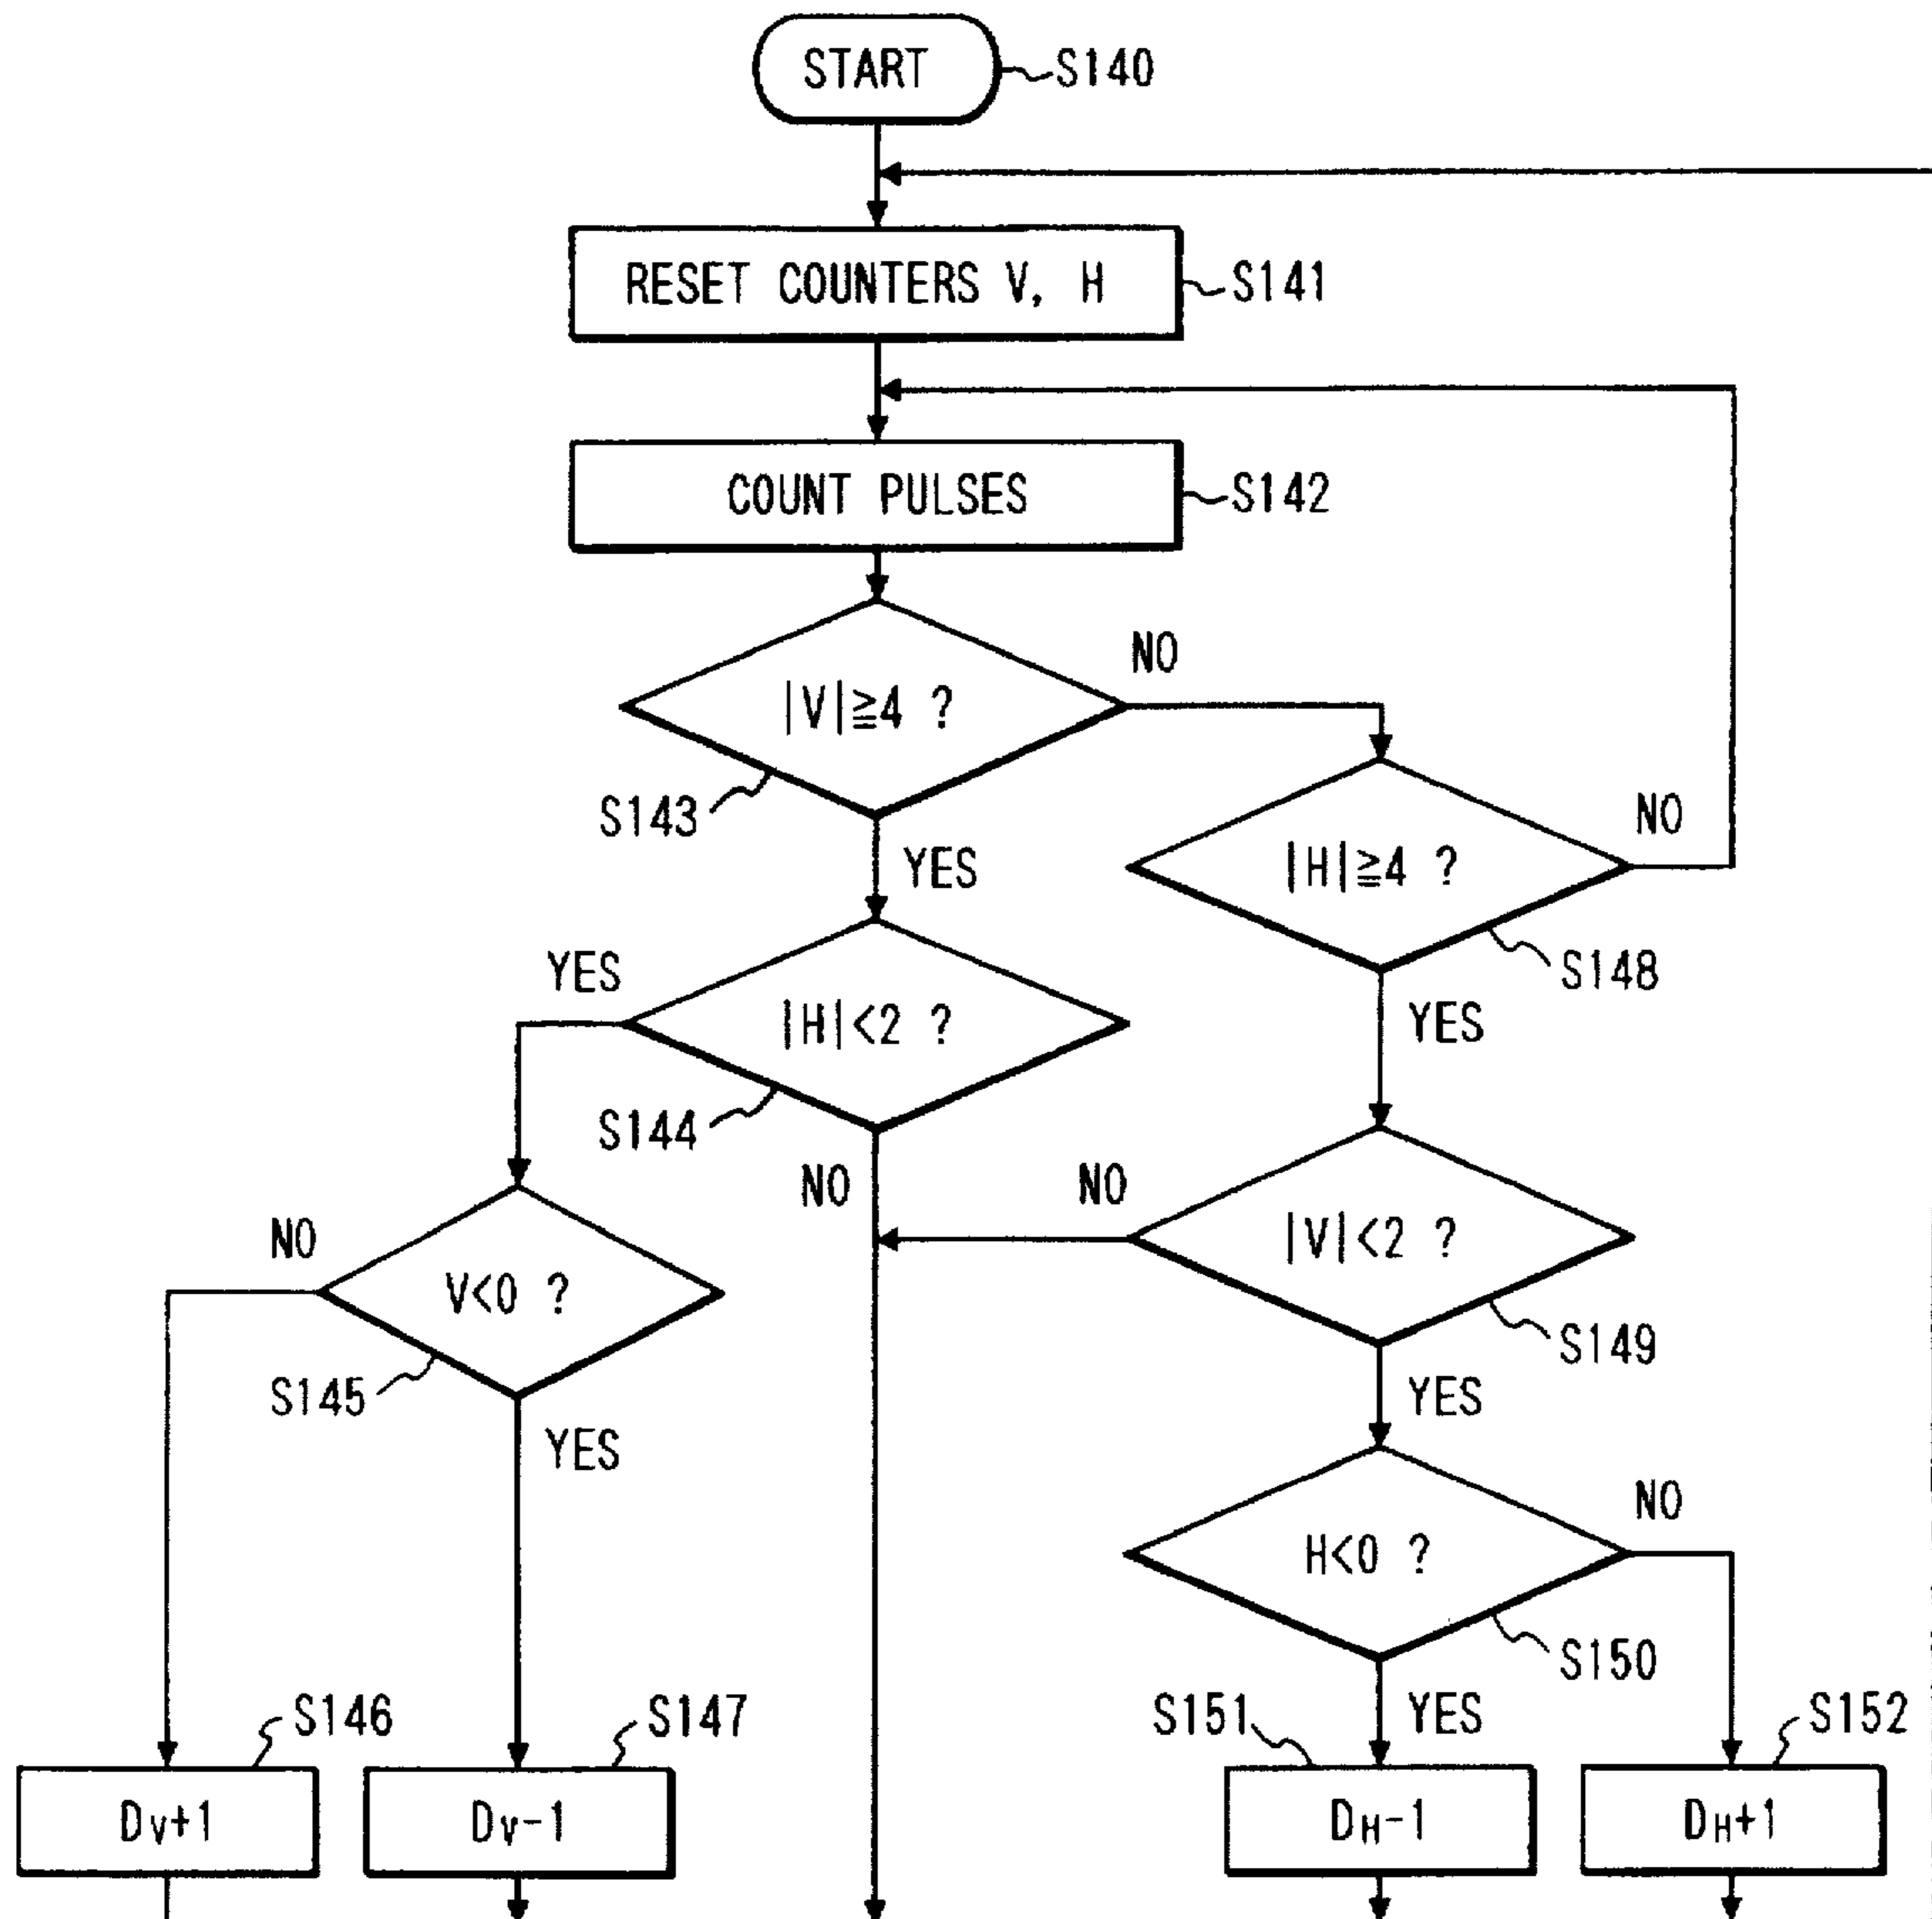 START
S140
RESET COUNTERS V, H
S141
COUNT PULSES
S142
|V|≧4 ?
NO
S143
YES
|H|≧4 ?
NO
S148
YES
YES
|H|<2 ?
S144
NO
NO
|V|<2 ?
S149
YES
NO
V<0 ?
S145
YES
H<0 ?
NO
S150
YES
S146
S147
S151
S152
DV+1
DV-1
DH-1
DH+1